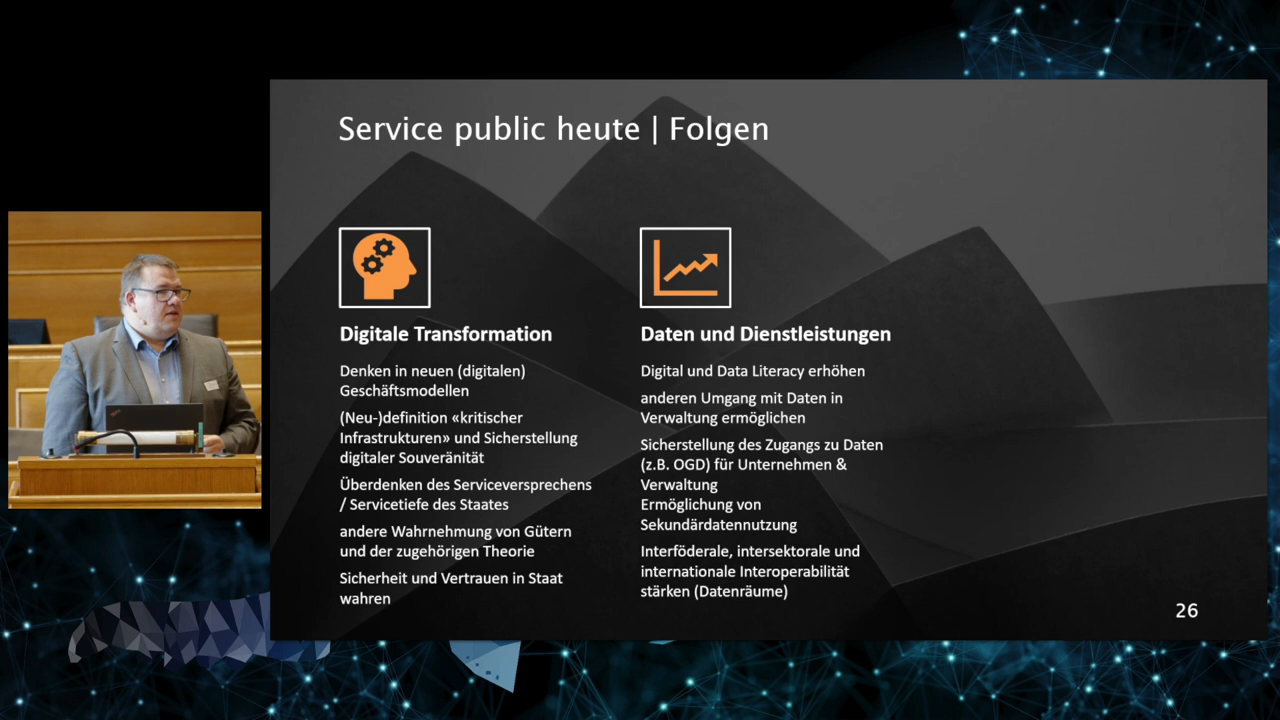 Service public heute | Folgen
Digitale Transformation
Denken in neuen (digitalen)
Geschäftsmodellen
(Neu-)definition «kritischer
Infrastrukturen» und Sicherstellung
digitaler Souveränität
Überdenken des Serviceversprechens
/ Servicetiefe des Staates
andere Wahrnehmung von Gütern
und der zugehörigen Theorie
Sicherheit und Vertrauen in Staat
wahren
Daten und Dienstleistungen
Digital und Data Literacy erhöhen
anderen Umgang mit Daten in
Verwaltung ermöglichen
Sicherstellung des Zugangs zu Daten
(z.B. OGD) für Unternehmen &
Verwaltung
Ermöglichung von
Sekundärdatennutzung
Interföderale, intersektorale und
internationale Interoperabilität
stärken (Datenräume)
26